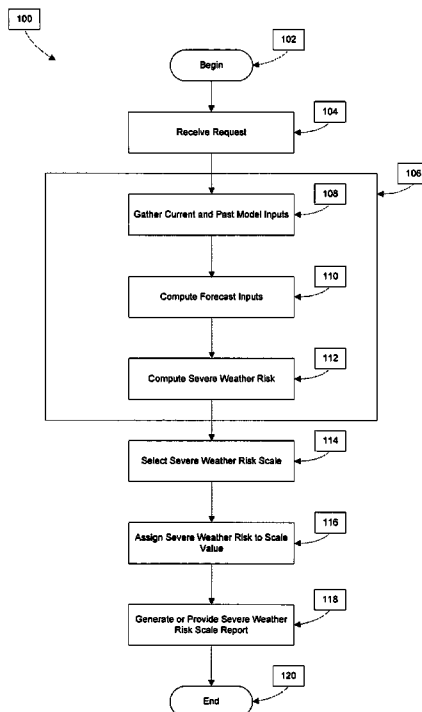 100
102
Begin
104
Receive Request
106
108
Gather Current and Past Model Inputs
110
Compute Forecast Inputs
112
Compute Severe Weather Risk
114
Select Severe Weather Risk Scale
116
Assign Severe Weather Risk to Scale
Value
118
Generate or Provide Severe Weather
Risk Scale Report
120
End